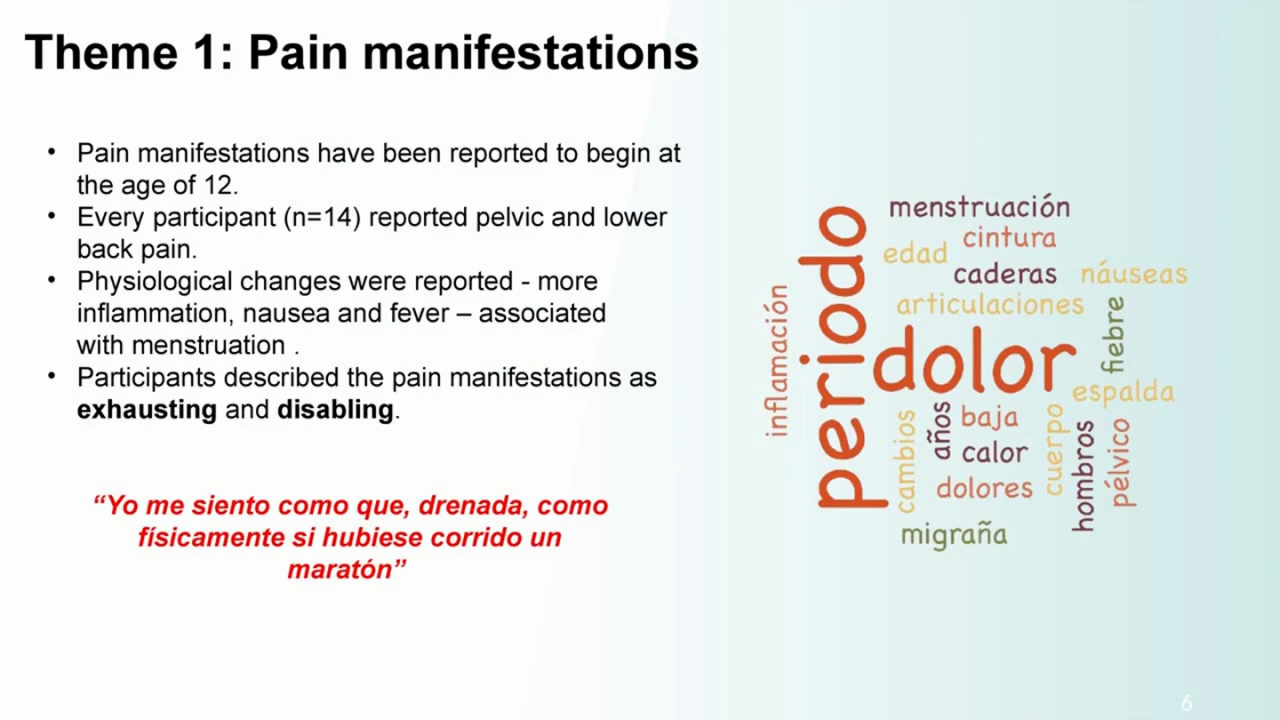 Theme 1: Pain manifestations
• Pain manifestations have been reported to begin at
the age of 12.
• Every participant (n=14) reported pelvic and lower
back pain.
• Physiological changes were reported - more
inflammation, nausea and fever – associated
with menstruation .
• Participants described the pain manifestations as
exhausting and disabling.
“Yo me siento como que, drenada, como
físicamente si hubiese corrido un
maratón”
menstruación
cintura
edad
caderas
náuseas
articulaciones
inflamación
periodo
dolor
fiebre
espalda
cambios
años
baja
calor
dolores
cuerpo
hombros
pélvico
migraña
6